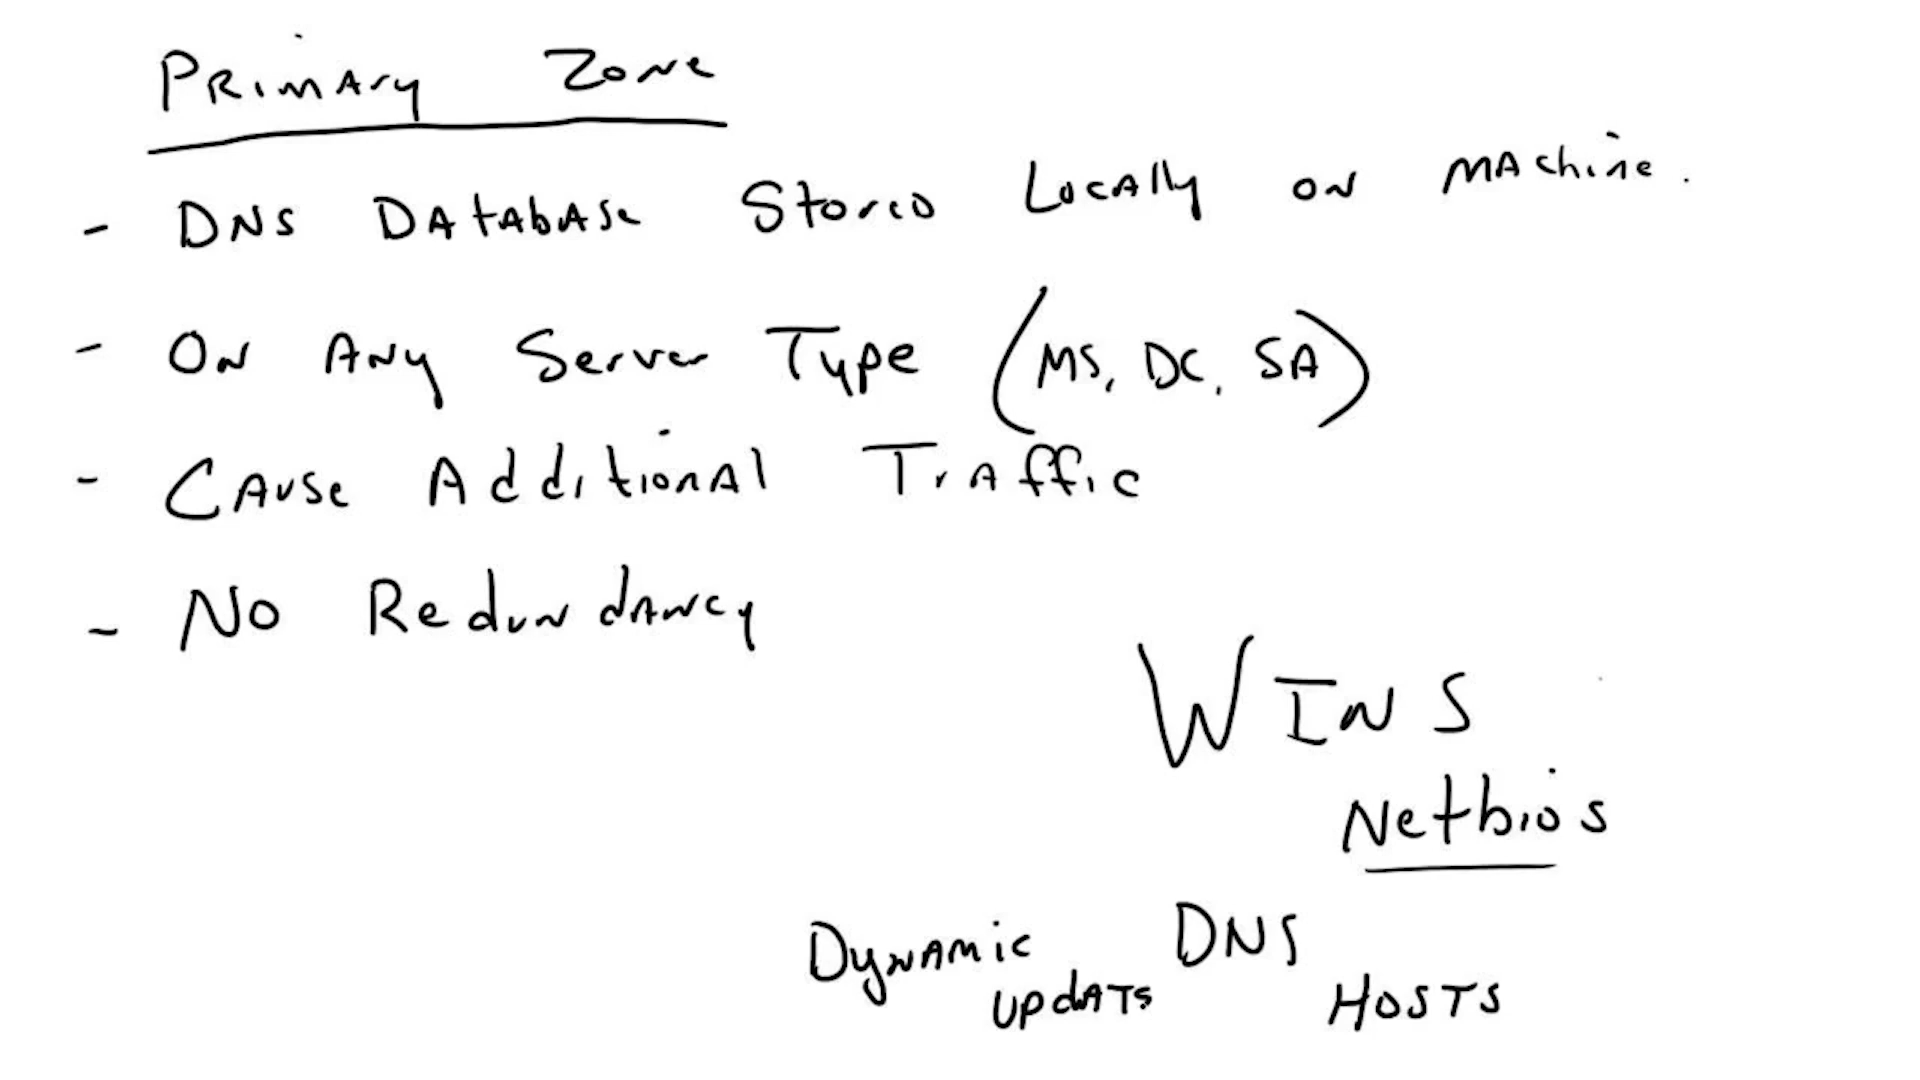 Primary Zone
- DNS Database Stored Locally on machine.
- On Any Server Type (MS, DC, SA)
- Cause Additional Traffic
- No Redundancy
WINS
Netbios
Dynamic DNS
updats Hosts